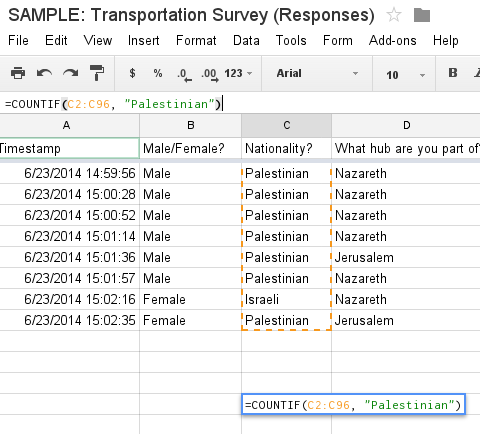 SAMPLE: Transportation Survey (Responses)
File Edit View Insert Format Data Tools Form Add-ons Help
$ % .0 .00 123 Arial 10 B
=COUNTIF(C2:C96, "Palestinian")
A B C D
Timestamp Male/Female? Nationality? What hub are you part of
6/23/2014 14:59:56 Male Palestinian Nazareth
6/23/2014 15:00:28 Male Palestinian Nazareth
6/23/2014 15:00:52 Male Palestinian Nazareth
6/23/2014 15:01:14 Male Palestinian Nazareth
6/23/2014 15:01:36 Male Palestinian Jerusalem
6/23/2014 15:01:57 Male Palestinian Nazareth
6/23/2014 15:02:16 Female Israeli Nazareth
6/23/2014 15:02:35 Female Palestinian Jerusalem
=COUNTIF(C2:C96, "Palestinian")